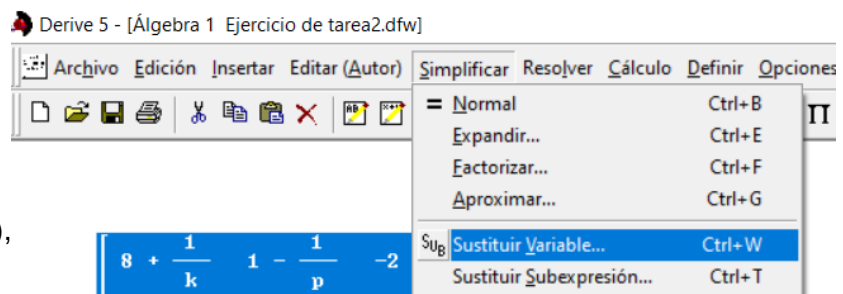 Derive 5 - [Álgebra 1 Ejercicio de tarea2.dfw]
Archivo Edición Insertar Editar (Autor) Simplificar Resolver Cálculo Definir Opciones
= Normal Ctrl+B
Expandir... Ctrl+E
Factorizar... Ctrl+F
Aproximar... Ctrl+G
SUB Sustituir Variable... Ctrl+W
Sustituir Subexpresión... Ctrl+T
),
8 + 1/k 1 - 1/p -2